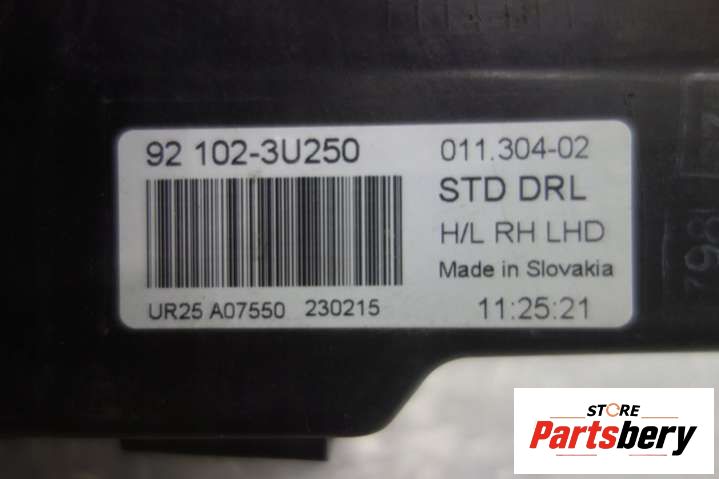 92 102-3U250 011.304-02
STD DRL
H/L RH LHD
Made in Slovakia
UR25 A07550 230215 11:25:21
STORE
Partsbery